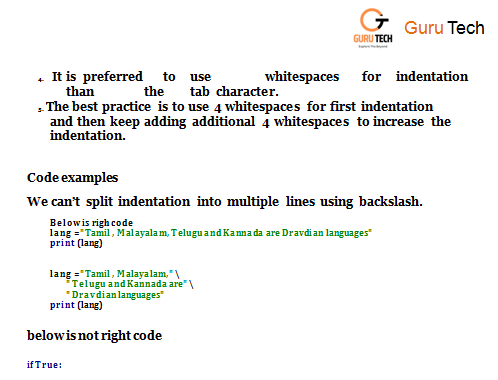 GURU TECH
Guru Tech
4. It is preferred to use whitespaces for indentation
than the tab character.
5. The best practice is to use 4 whitespaces for first indentation
and then keep adding additional 4 whitespaces to increase the
indentation.
Code examples
We can't split indentation into multiple lines using backslash.
Below is righ code
lang ="Tamil, Malayalam, Telugu and Kannada are Dravdian languages"
print (lang)
lang ="Tamil, Malayalam," \
"Telugu and Kannada are" \
"Dravdian languages"
print (lang)
below is not right code
if True: